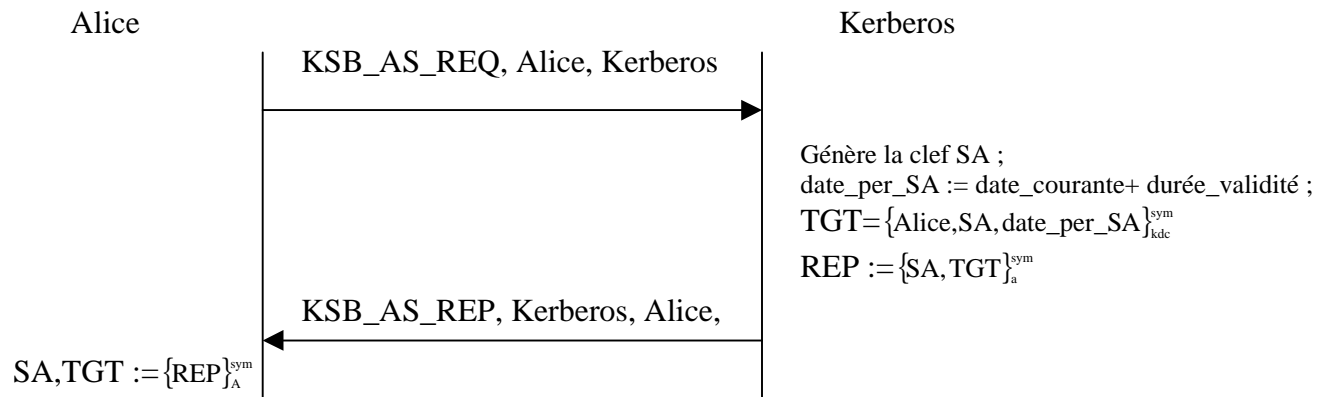 Alice
Kerberos
KSB_AS_REQ, Alice, Kerberos
Génère la clef SA ;
date_per_SA := date_courante+ durée_validité ;
TGT={Alice,SA,date_per_SA}sym kdc
REP :={SA,TGT}sym a
KSB_AS_REP, Kerberos, Alice,
SA,TGT :={REP}sym A